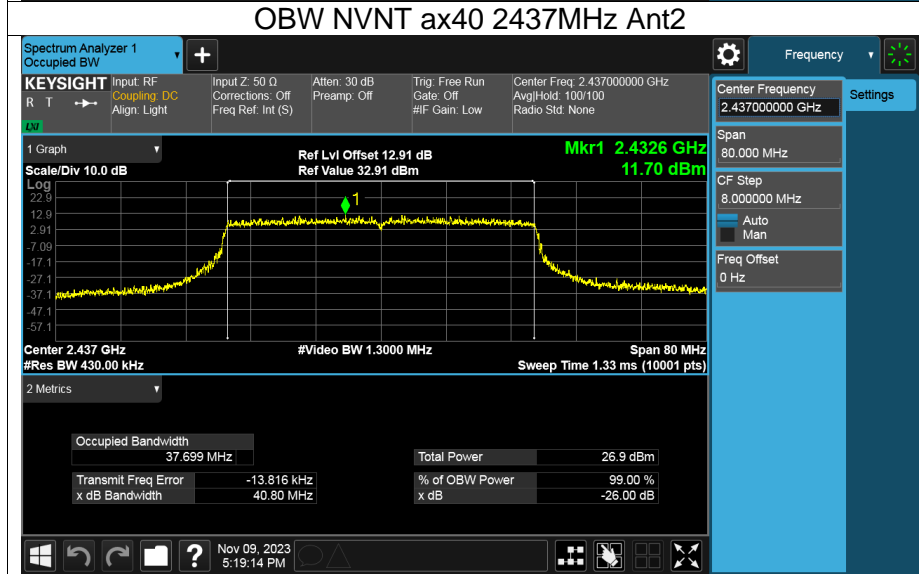 OBW NVNT ax40 2437MHz Ant2
Spectrum Analyzer 1
Occupied BW
+
Frequency
KEYSIGHT
R T
LXI
Input: RF
Coupling: DC
Align: Light
Input Z: 50 Ω
Corrections: Off
Freq Ref: Int (S)
Atten: 30 dB
Preamp: Off
Trig: Free Run
Gate: Off
#IF Gain: Low
Center Freq: 2.437000000 GHz
Avg|Hold: 100/100
Radio Std: None
Center Frequency
2.437000000 GHz
Settings
Span
80.000 MHz
CF Step
8.000000 MHz
Auto
Man
Freq Offset
0 Hz
1 Graph
Scale/Div 10.0 dB
Ref Lvl Offset 12.91 dB
Ref Value 32.91 dBm
Mkr1 2.4326 GHz
11.70 dBm
Log
22.9
12.9
2.91
-7.09
-17.1
-27.1
-37.1
-47.1
-57.1
1
Center 2.437 GHz
#Res BW 430.00 kHz
#Video BW 1.3000 MHz
Span 80 MHz
Sweep Time 1.33 ms (10001 pts)
2 Metrics
Occupied Bandwidth
37.699 MHz
Transmit Freq Error -13.816 kHz
x dB Bandwidth 40.80 MHz
Total Power 26.9 dBm
% of OBW Power 99.00 %
x dB -26.00 dB
?
Nov 09, 2023
5:19:14 PM